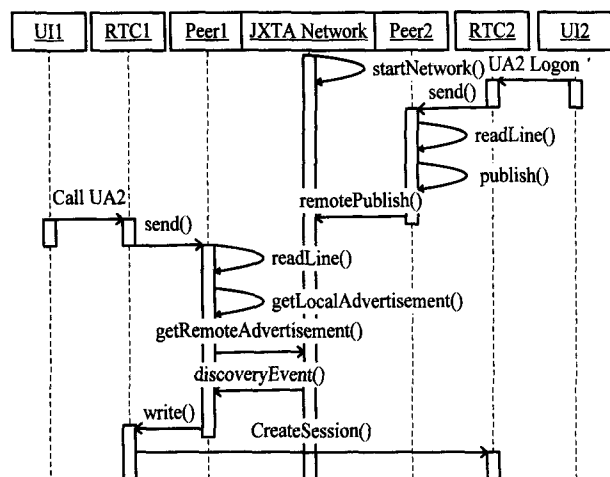 UI1 RTC1 Peer1 JXTA Network Peer2 RTC2 UI2
startNetwork()
UA2 Logon
send()
readLine()
publish()
remotePublish()
Call UA2
send()
readLine()
getLocalAdvertisement()
getRemoteAdvertisement()
discoveryEvent()
write()
CreateSession()